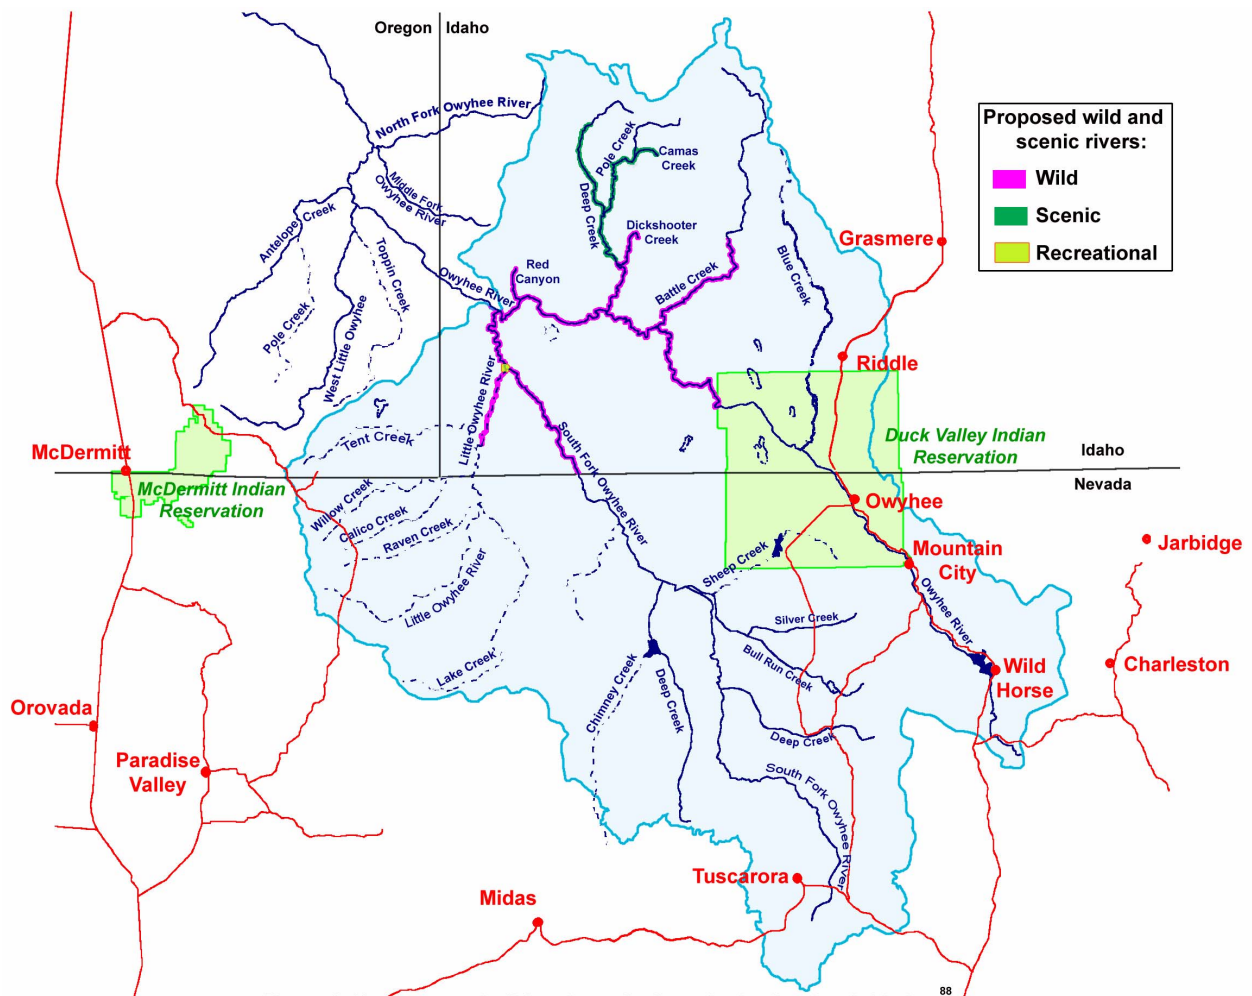 Oregon
Idaho
North Fork Owyhee River
Proposed wild and
scenic rivers:
Wild
Scenic
Recreational
Pole Creek
Camas
Creek
Deep Creek
Middle Fork
Owyhee River
Antelope Creek
Dickshooter
Creek
Grasmere
Toppin Creek
Owyhee River
Red
Canyon
Battle Creek
Blue Creek
Pole Creek
West Little Owyhee
Riddle
Little Owyhee River
Tent Creek
South Fork Owyhee River
Duck Valley Indian
Reservation
McDermitt
McDermitt Indian
Reservation
Idaho
Nevada
Willow Creek
Calico Creek
Raven Creek
Owyhee
Mountain
City
Jarbidge
Sheep Creek
Little Owyhee River
Owyhee River
Silver Creek
Bull Run Creek
Lake Creek
Chimney Creek
Deep Creek
Wild
Horse
Charleston
Orovada
Deep Creek
Paradise
Valley
South Fork Owyhee River
Tuscarora
Midas
88